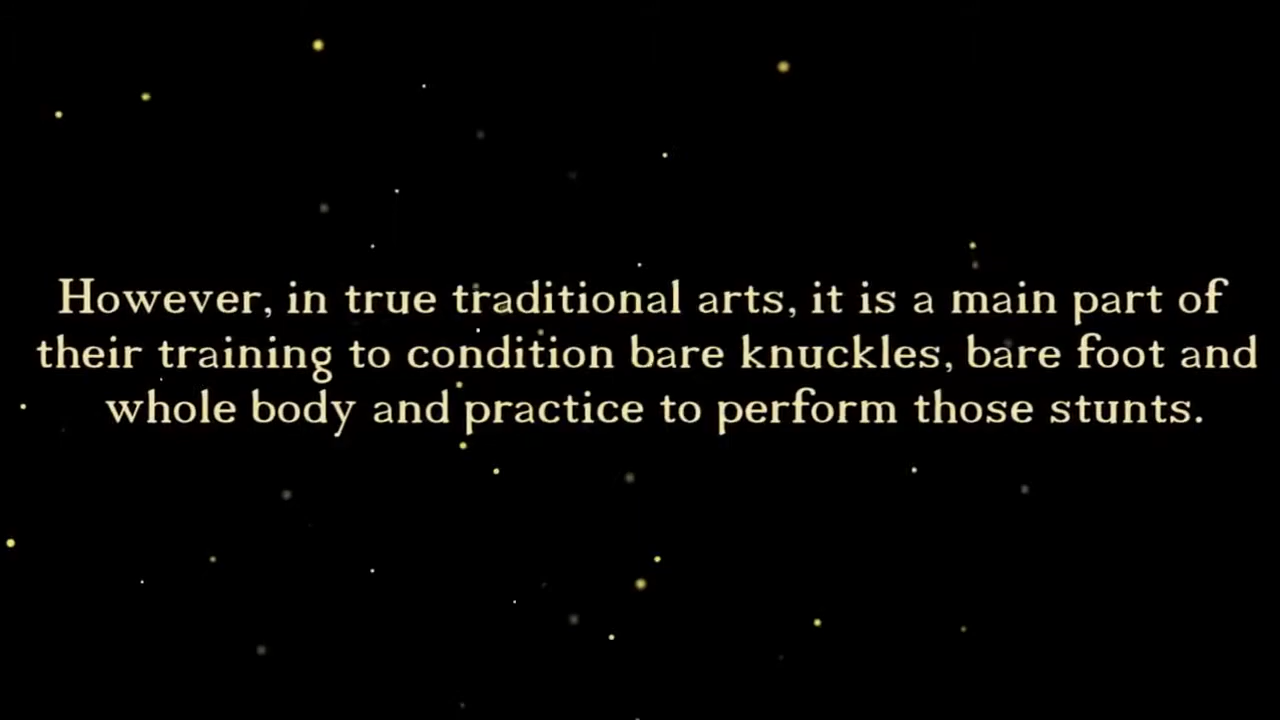 However, in true traditional arts, it is a main part of
their training to condition bare knuckles, bare foot and
whole body and practice to perform those stunts.